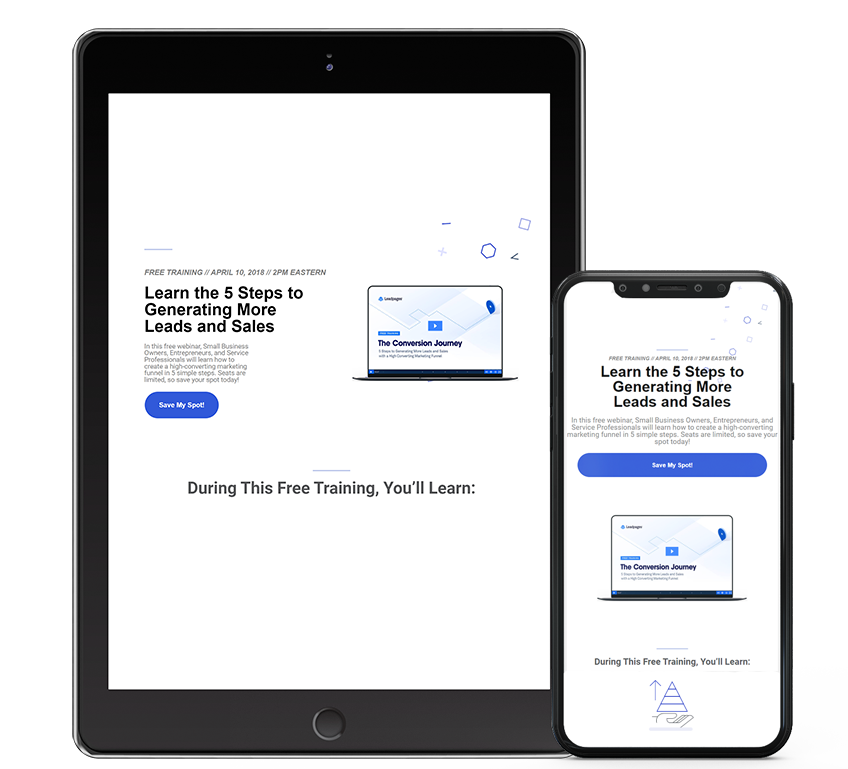 FREE TRAINING // APRIL 10, 2018 // 2PM EASTERN
Learn the 5 Steps to
Generating More
Leads and Sales
In this free webinar, Small Business
Owners, Entrepreneurs, and Service
Professionals will learn how to
create a high-converting marketing
funnel in 5 simple steps. Seats are
limited, so save your spot today!
Save My Spot!
Leadpages
FREE TRAINING
The Conversion Journey
5 Steps to Generating More Leads and Sales
with a High Converting Marketing Funnel
During This Free Training, You'll Learn:
FREE TRAINING // APRIL 10, 2018 // 2PM EASTERN
Learn the 5 Steps to
Generating More
Leads and Sales
In this free webinar, Small Business Owners, Entrepreneurs, and
Service Professionals will learn how to create a high-converting
marketing funnel in 5 simple steps. Seats are limited, so save your
spot today!
Save My Spot!
Leadpages
FREE TRAINING
The Conversion Journey
5 Steps to Generating More Leads and Sales
with a High Converting Marketing Funnel
During This Free Training, You'll Learn: